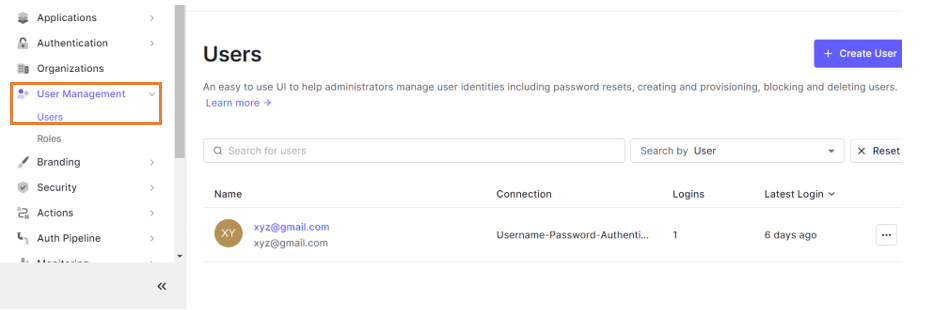 Applications
Authentication
Organizations
User Management
Users
Roles
Branding
Security
Actions
Auth Pipeline
Monitoring
Users
+ Create User
An easy to use UI to help administrators manage user identities including password resets, creating and provisioning, blocking and deleting users.
Learn more →
Search for users
Search by User
× Reset
Name Connection Logins Latest Login
XY
xyz@gmail.com
xyz@gmail.com
Username-Password-Authenti... 1 6 days ago
...